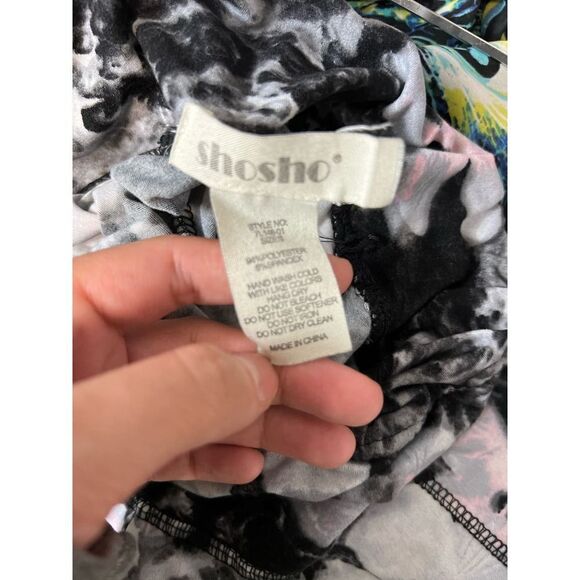 shosho®
STYLE NO:
SIZE:S
94%POLYESTER
6%SPANDEX
HAND WASH COLD
WITH LIKE COLORS
HANG DRY
DO NOT BLEACH
DO NOT USE SOFTENER
DO NOT IRON
DO NOT DRY CLEAN
MADE IN CHINA